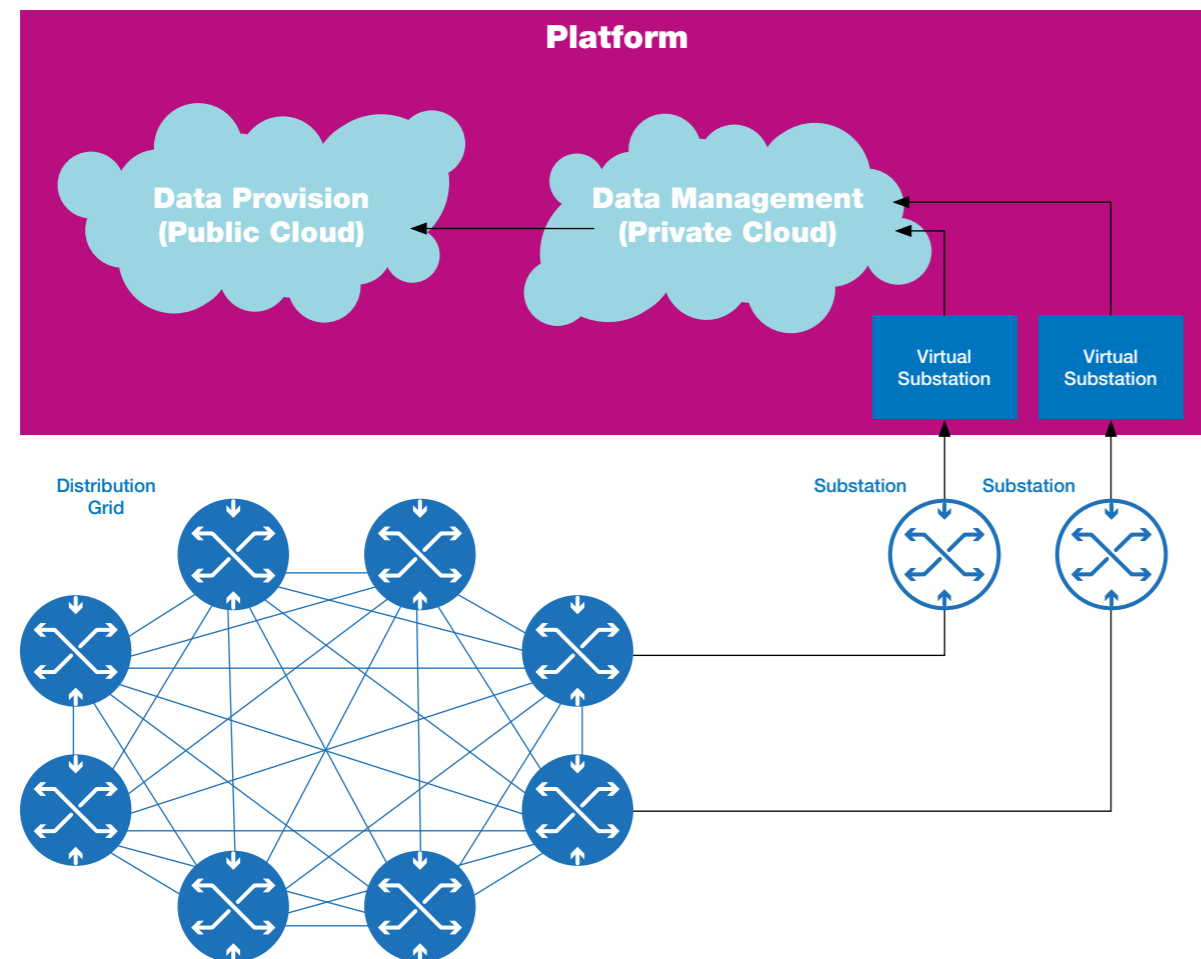 Platform
Data Provision
(Public Cloud)
Data Management
(Private Cloud)
Virtual
Substation
Virtual
Substation
Distribution
Grid
Substation
Substation